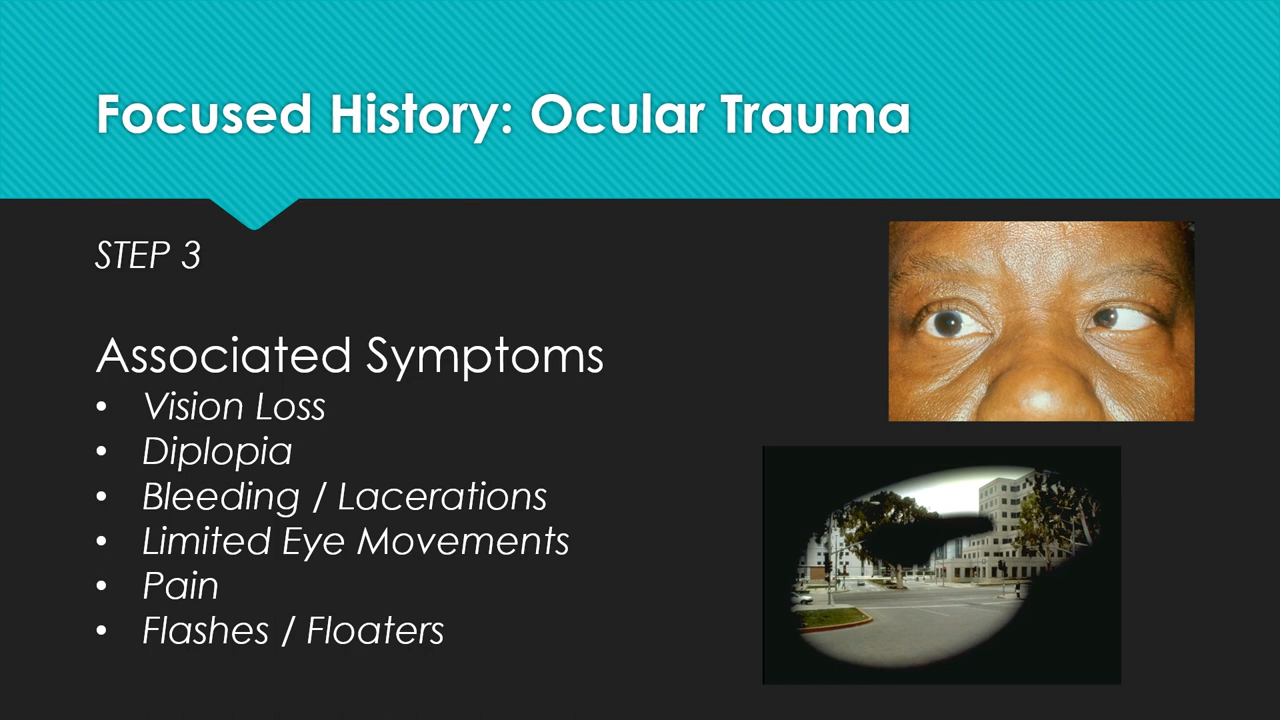 Focused History: Ocular Trauma
STEP 3
Associated Symptoms
• Vision Loss
• Diplopia
• Bleeding / Lacerations
• Limited Eye Movements
• Pain
• Flashes / Floaters